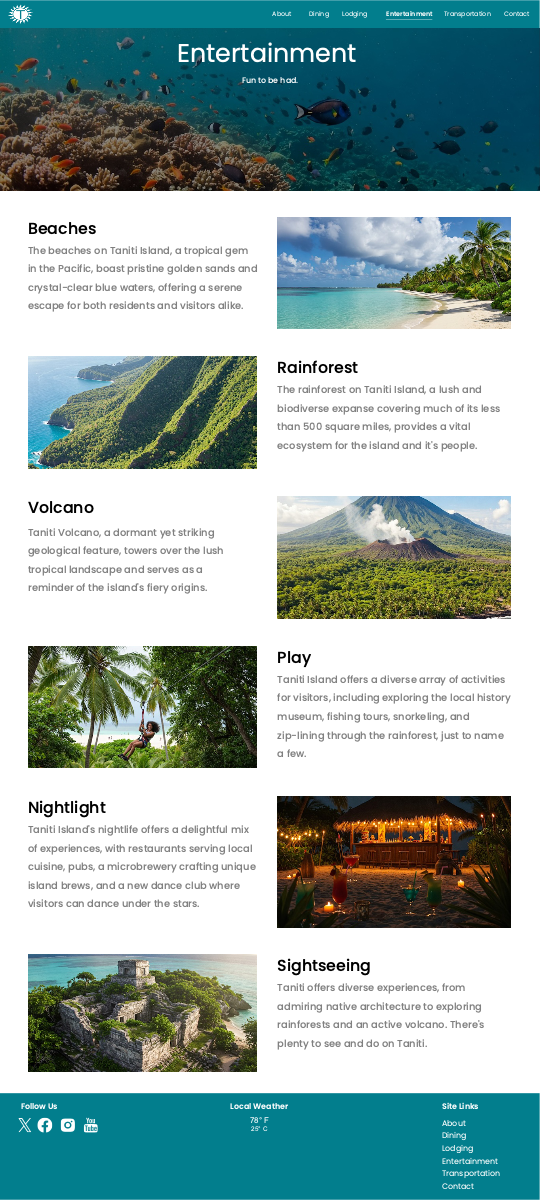 T
About Dining Lodging Entertainment Transportation Contact
Entertainment
Fun to be had.
Beaches
The beaches on Taniti Island, a tropical gem
in the Pacific, boast pristine golden sands and
crystal-clear blue waters, offering a serene
escape for both residents and visitors alike.
Rainforest
The rainforest on Taniti Island, a lush and
biodiverse expanse covering much of its less
than 500 square miles, provides a vital
ecosystem for the island and it's people.
Volcano
Taniti Volcano, a dormant yet striking
geological feature, towers over the lush
tropical landscape and serves as a
reminder of the island's fiery origins.
Play
Taniti Island offers a diverse array of activities
for visitors, including exploring the local history
museum, fishing tours, snorkeling, and
zip-lining through the rainforest, just to name
a few.
Nightlight
Taniti Island's nightlife offers a delightful mix
of experiences, with restaurants serving local
cuisine, pubs, a microbrewery crafting unique
island brews, and a new dance club where
visitors can dance under the stars.
Sightseeing
Taniti offers diverse experiences, from
admiring native architecture to exploring
rainforests and an active volcano. There's
plenty to see and do on Taniti.
Follow Us
You
Tube
Local Weather
78° F
25° C
Site Links
About
Dining
Lodging
Entertainment
Transportation
Contact